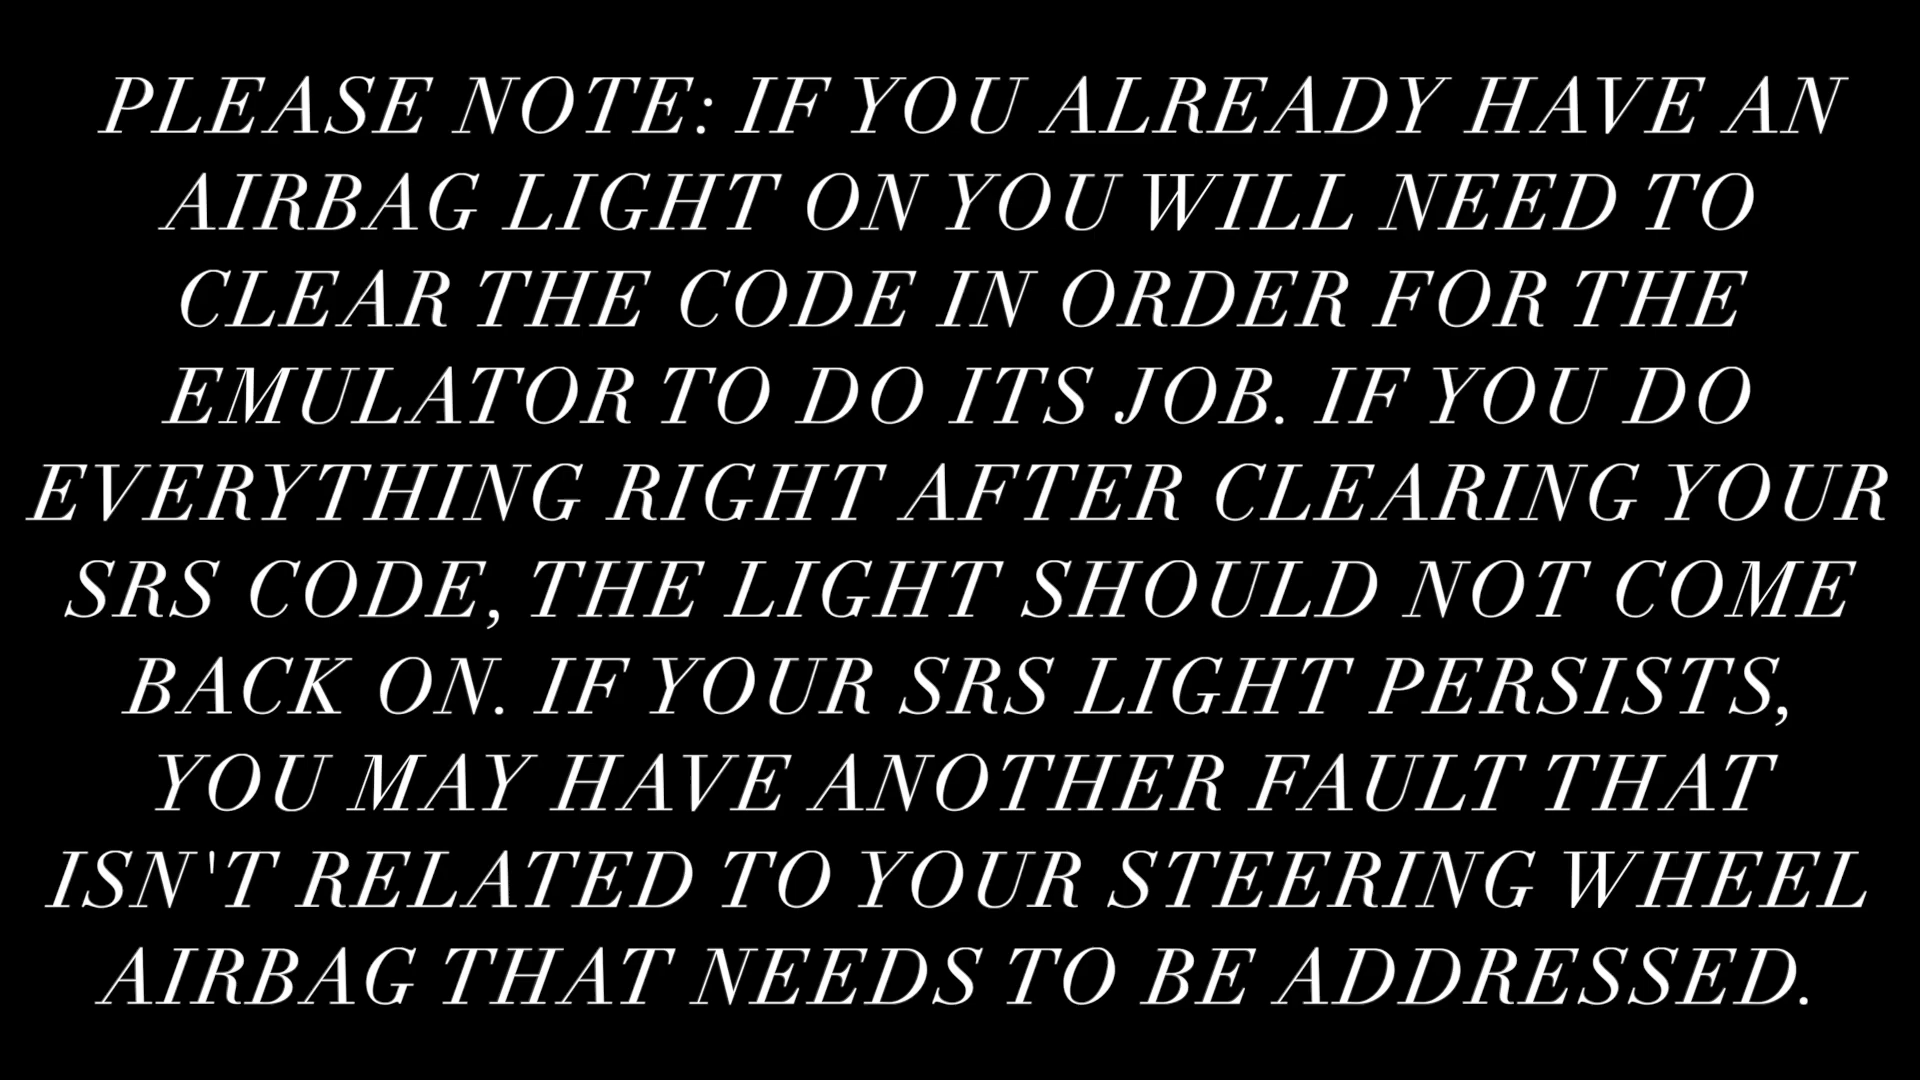 PLEASE NOTE: IF YOU ALREADY HAVE AN
AIRBAG LIGHT ON YOU WILL NEED TO
CLEAR THE CODE IN ORDER FOR THE
EMULATOR TO DO ITS JOB. IF YOU DO
EVERYTHING RIGHT AFTER CLEARING YOUR
SRS CODE, THE LIGHT SHOULD NOT COME
BACK ON. IF YOUR SRS LIGHT PERSISTS,
YOU MAY HAVE ANOTHER FAULT THAT
ISN'T RELATED TO YOUR STEERING WHEEL
AIRBAG THAT NEEDS TO BE ADDRESSED.